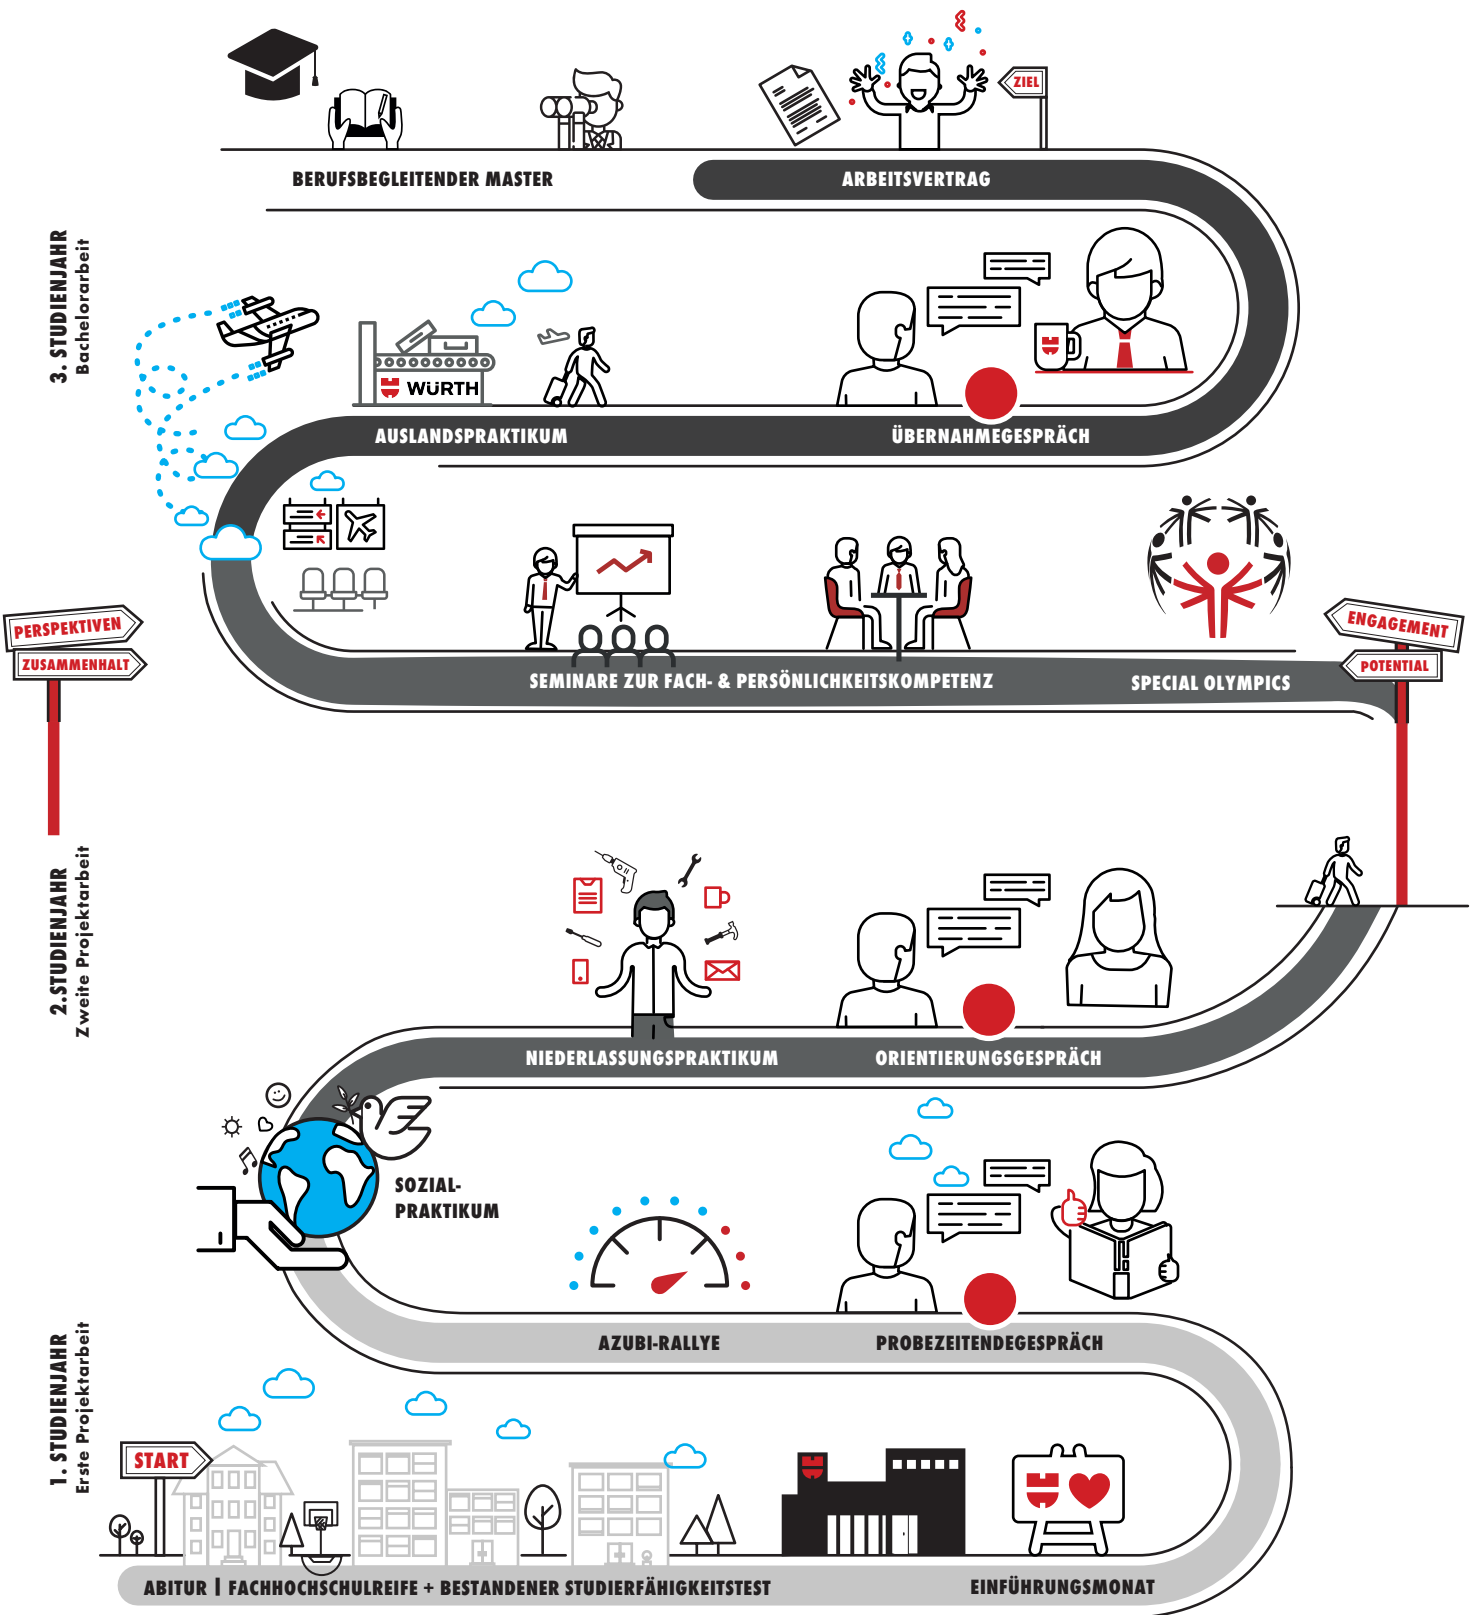 ZIEL
BERUFSBEGLEITENDER MASTER
ARBEITSVERTRAG
3. STUDIENJAHR
Bachelorarbeit
WÜRTH
AUSLANDSPRAKTIKUM
ÜBERNAHMEGESPRÄCH
PERSPEKTIVEN
ZUSAMMENHALT
ENGAGEMENT
POTENTIAL
SEMINARE ZUR FACH- & PERSÖNLICHKEITSKOMPETENZ
SPECIAL OLYMPICS
2.STUDIENJAHR
Zweite Projektarbeit
NIEDERLASSUNGSPRAKTIKUM
ORIENTIERUNGSGESPRÄCH
SOZIAL-
PRAKTIKUM
AZUBI-RALLYE
PROBEZEITENDEGESPRÄCH
1. STUDIENJAHR
Erste Projektarbeit
START
ABITUR | FACHHOCHSCHULREIFE + BESTANDENER STUDIERFÄHIGKEITSTEST
EINFÜHRUNGSMONAT